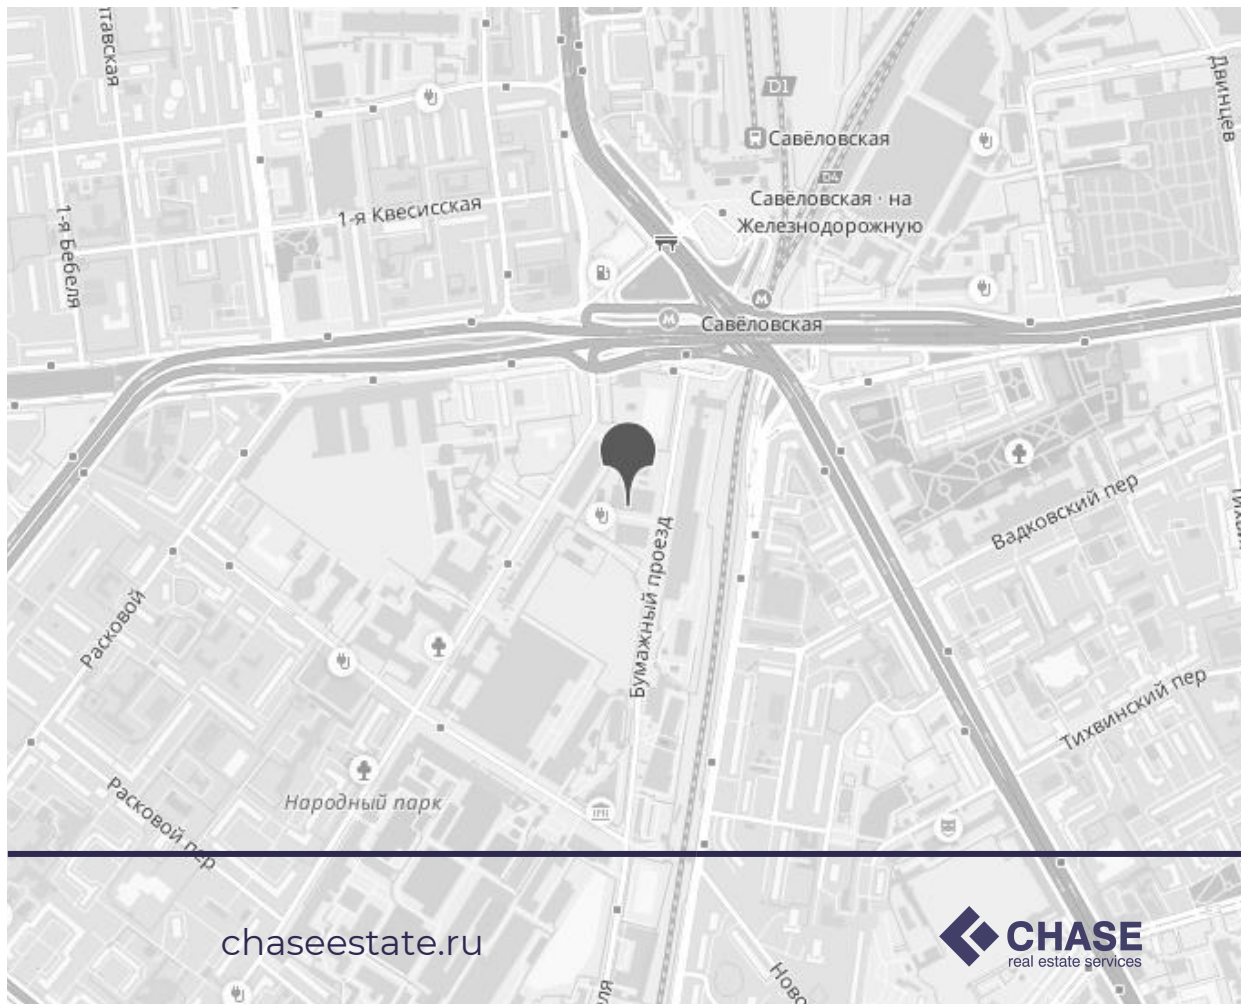 D1
Двинцев
Савёловская
D4
1-я Квесисская
Савёловская · на
Железнодорожную
1-я Бебеля
М
М
Савёловская
Вадковский пер
Бумажный проезд
Расковой
Тихвинский пер
Народный парк
Расковой пер
chaseestate.ru
CHASE
real estate services